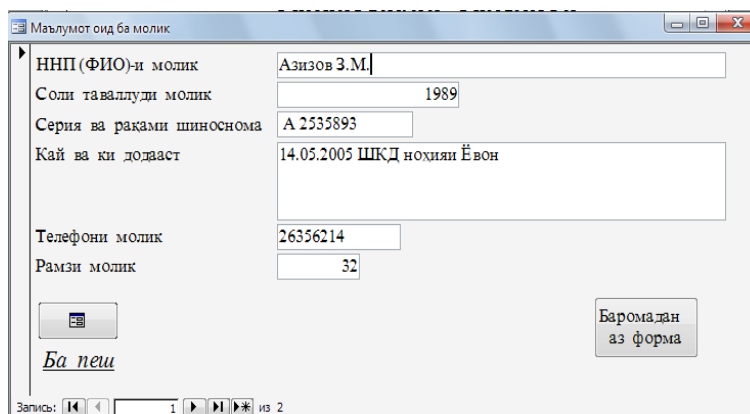 Маълумот оид ба молик
ННП (ФИО)-и молик Азизов З.М.
Соли таваллуди молик 1989
Серия ва рақами шиноснома А 2535893
Кай ва ки додааст 14.05.2005 ШКД ноҳияи Ёвон
Телефони молик 26356214
Рамзи молик 32
Баромадан
аз форма
Ба пеш
Запись: 1 из 2